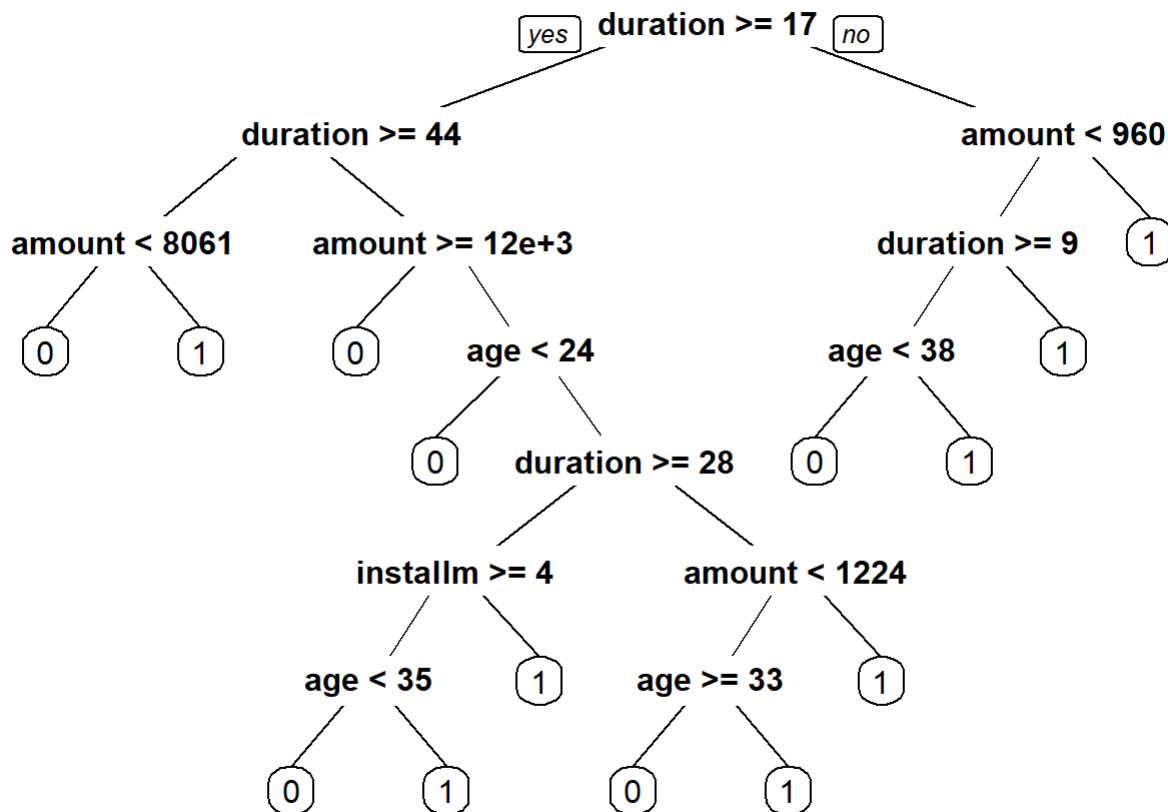 yes duration >= 17 no
duration >= 44 amount < 960
amount < 8061 amount >= 12e+3 duration >= 9 1
0 1 0 age < 24 age < 38 1
0 duration >= 28 0 1
installm >= 4 amount < 1224
age < 35 1 age >= 33 1
0 1 0 1